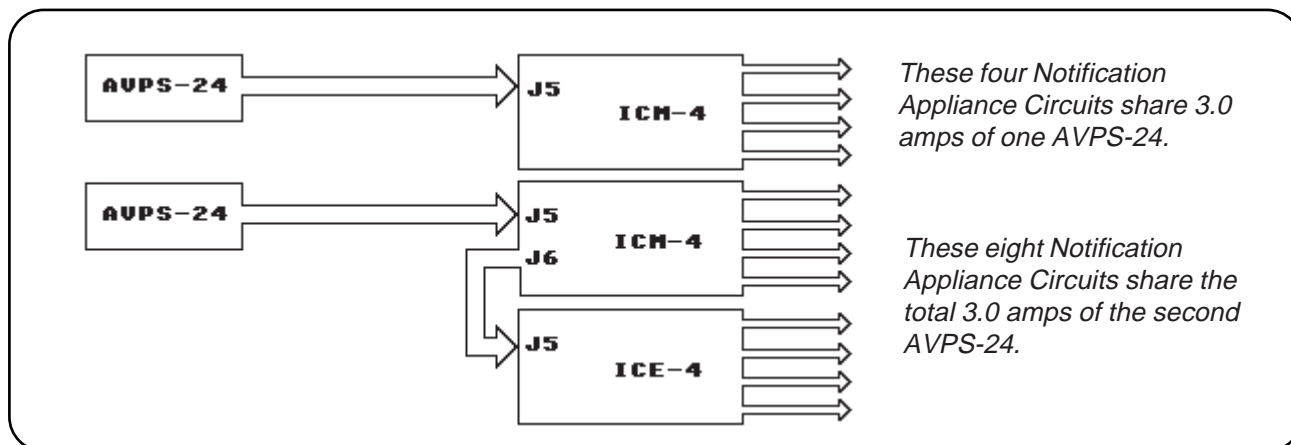 AVPS-24
J5
ICM-4
These four Notification
Appliance Circuits share 3.0
amps of one AVPS-24.
AVPS-24
J5
ICM-4
J6
These eight Notification
Appliance Circuits share the
total 3.0 amps of the second
AVPS-24.
J5
ICE-4